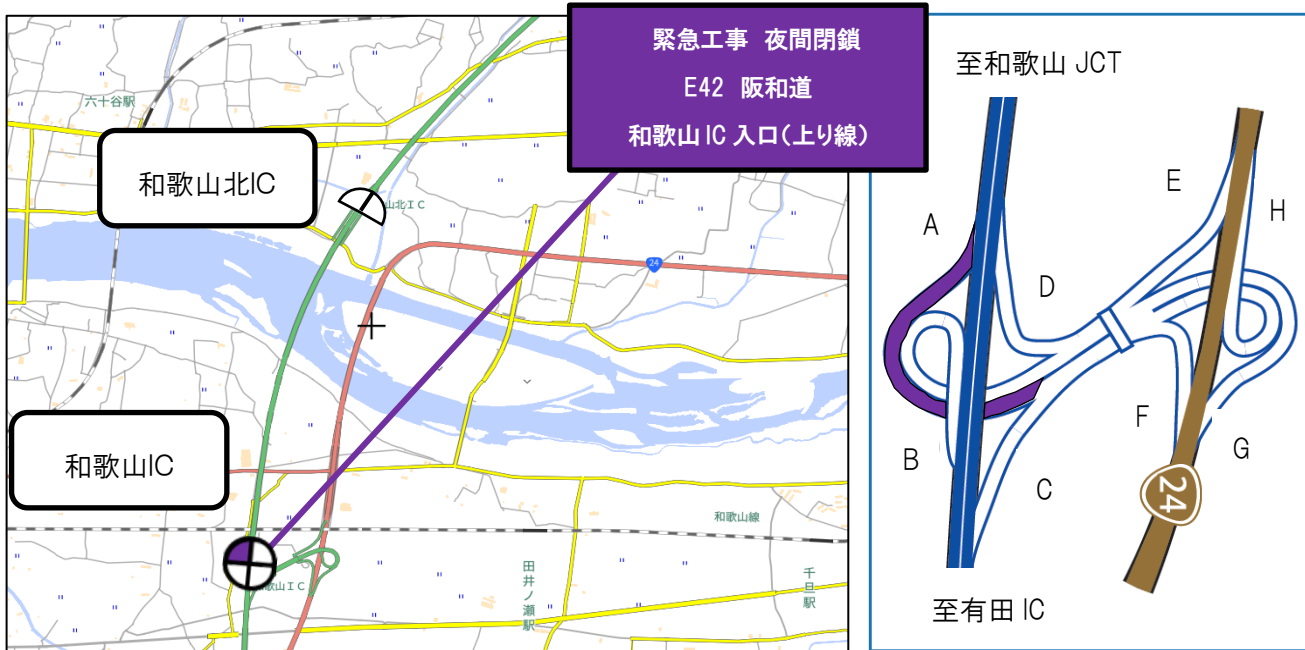 緊急工事 夜間閉鎖
E42 阪和道
和歌山IC 入口(上り線)
六十谷駅
和歌山北IC
山北IC
24
和歌山IC
和歌山線
歌山IC
田井ノ瀬駅
千旦駅
至和歌山 JCT
E
H
A
D
F
B
G
C
24
至有田 IC